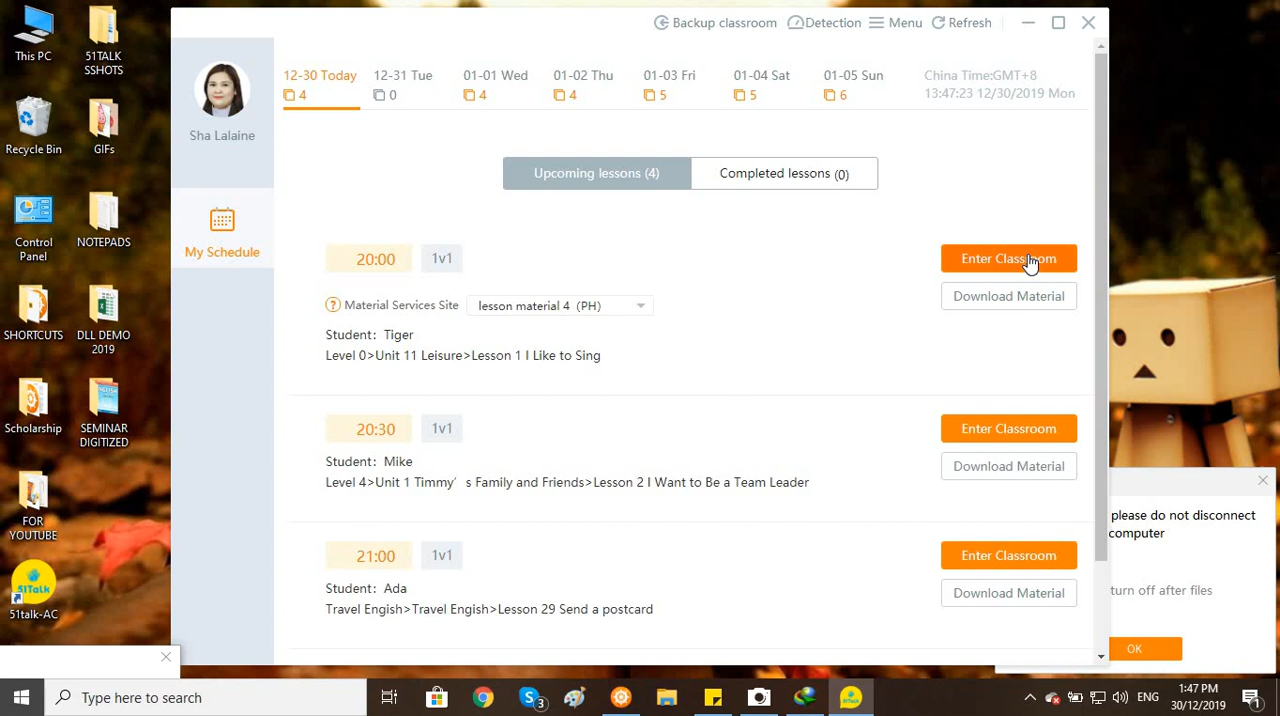 Backup classroom
Detection
Menu
Refresh
This PC
51TALK SSHOTS
Recycle Bin
GIFs
Control Panel
NOTEPADS
SHORTCUTS
DLL DEMO 2019
Scholarship
SEMINAR DIGITIZED
FOR YOUTUBE
51Talk
51talk-AC
Sha Lalaine
My Schedule
12-30 Today
4
12-31 Tue
0
01-01 Wed
4
01-02 Thu
4
01-03 Fri
5
01-04 Sat
5
01-05 Sun
6
China Time:GMT+8
13:47:23 12/30/2019 Mon
Upcoming lessons (4)
Completed lessons (0)
20:00
1v1
Enter Classroom
Download Material
? Material Services Site
lesson material 4 (PH)
Student: Tiger
Level 0>Unit 11 Leisure>Lesson 1 I Like to Sing
20:30
1v1
Enter Classroom
Download Material
Student: Mike
Level 4>Unit 1 Timmy's Family and Friends>Lesson 2 I Want to Be a Team Leader
21:00
1v1
Enter Classroom
Download Material
Student: Ada
Travel Engish>Travel Engish>Lesson 29 Send a postcard
please do not disconnect
computer
turn off after files
OK
Type here to search
3
ENG
1:47 PM
30/12/2019
1